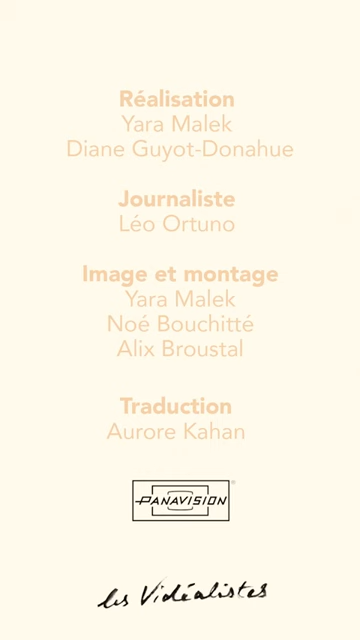 Réalisation
Yara Malek
Diane Guyot-Donahue
Journaliste
Léo Ortuno
Image et montage
Yara Malek
Noé Bouchitté
Alix Broustal
Traduction
Aurore Kahan
PANAVISION
les Vidéalistes